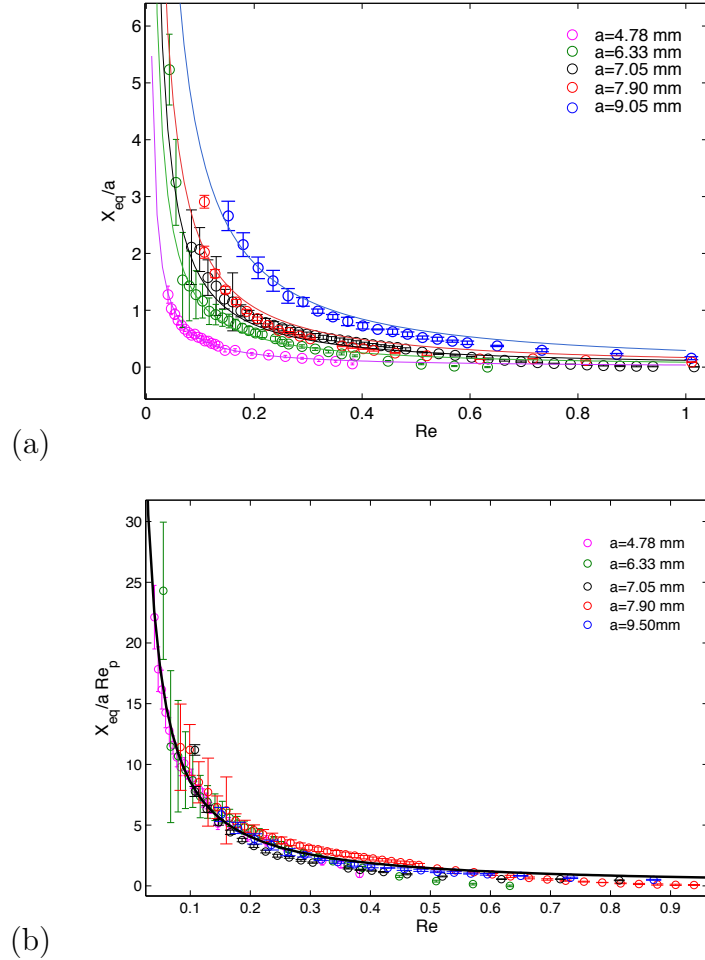 6
5
4
3
2
1
0
X_eq/a
a=4.78 mm
a=6.33 mm
a=7.05 mm
a=7.90 mm
a=9.05 mm
0 0.2 0.4 0.6 0.8 1
Re
(a)
30
25
20
15
10
5
0
X_eq/a Re_p
a=4.78 mm
a=6.33 mm
a=7.05 mm
a=7.90 mm
a=9.50mm
0.1 0.2 0.3 0.4 0.5 0.6 0.7 0.8 0.9
Re
(b)